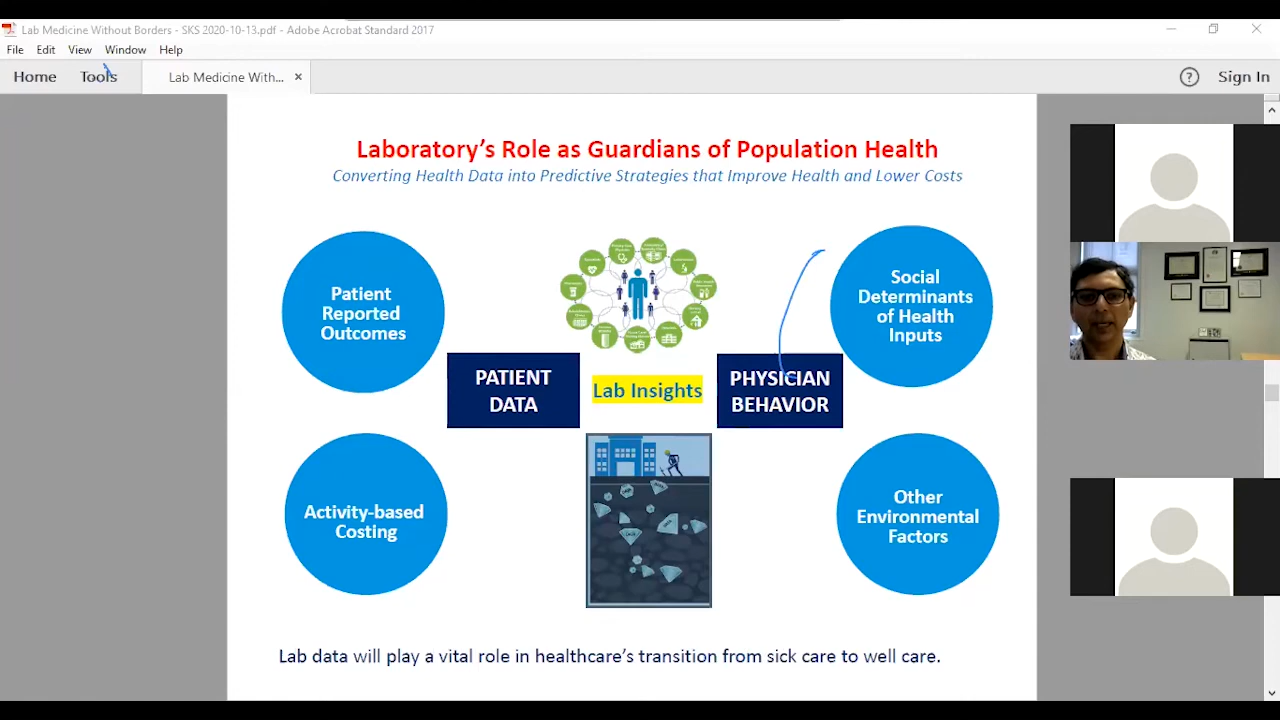 Lab Medicine Without Borders - SKS 2020-10-13.pdf - Adobe Acrobat Standard 2017
File Edit View Window Help
Home Tools Lab Medicine With... × ? Sign In
Laboratory's Role as Guardians of Population Health
Converting Health Data into Predictive Strategies that Improve Health and Lower Costs
Patient
Reported
Outcomes
Social
Determinants
of Health
Inputs
PATIENT
DATA
Lab Insights
PHYSICIAN
BEHAVIOR
Activity-based
Costing
Other
Environmental
Factors
Lab data will play a vital role in healthcare's transition from sick care to well care.